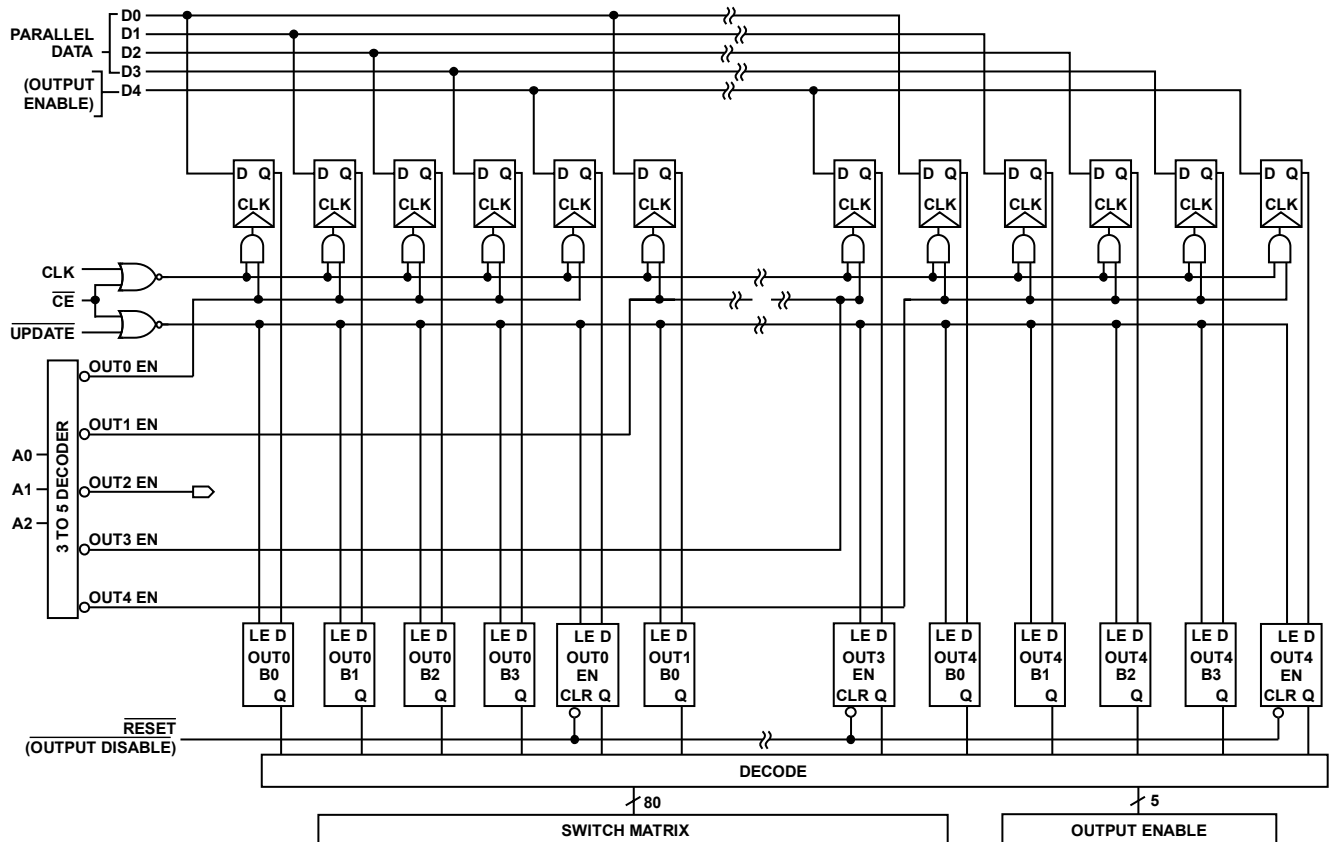 D0
PARALLEL DATA
D1
D2
D3
(OUTPUT ENABLE)
D4
D Q
CLK
D Q
CLK
D Q
CLK
D Q
CLK
D Q
CLK
D Q
CLK
D Q
CLK
D Q
CLK
D Q
CLK
D Q
CLK
D Q
CLK
D Q
CLK
CLK
CE
UPDATE
3 TO 5 DECODER
A0
A1
A2
OUT0 EN
OUT1 EN
OUT2 EN
OUT3 EN
OUT4 EN
LE D
OUT0
B0
Q
LE D
OUT0
B1
Q
LE D
OUT0
B2
Q
LE D
OUT0
B3
Q
LE D
OUT0
EN
CLR Q
LE D
OUT1
B0
Q
LE D
OUT3
EN
CLR Q
LE D
OUT4
B0
Q
LE D
OUT4
B1
Q
LE D
OUT4
B2
Q
LE D
OUT4
B3
Q
LE D
OUT4
EN
CLR Q
RESET
(OUTPUT DISABLE)
DECODE
80
5
SWITCH MATRIX
OUTPUT ENABLE